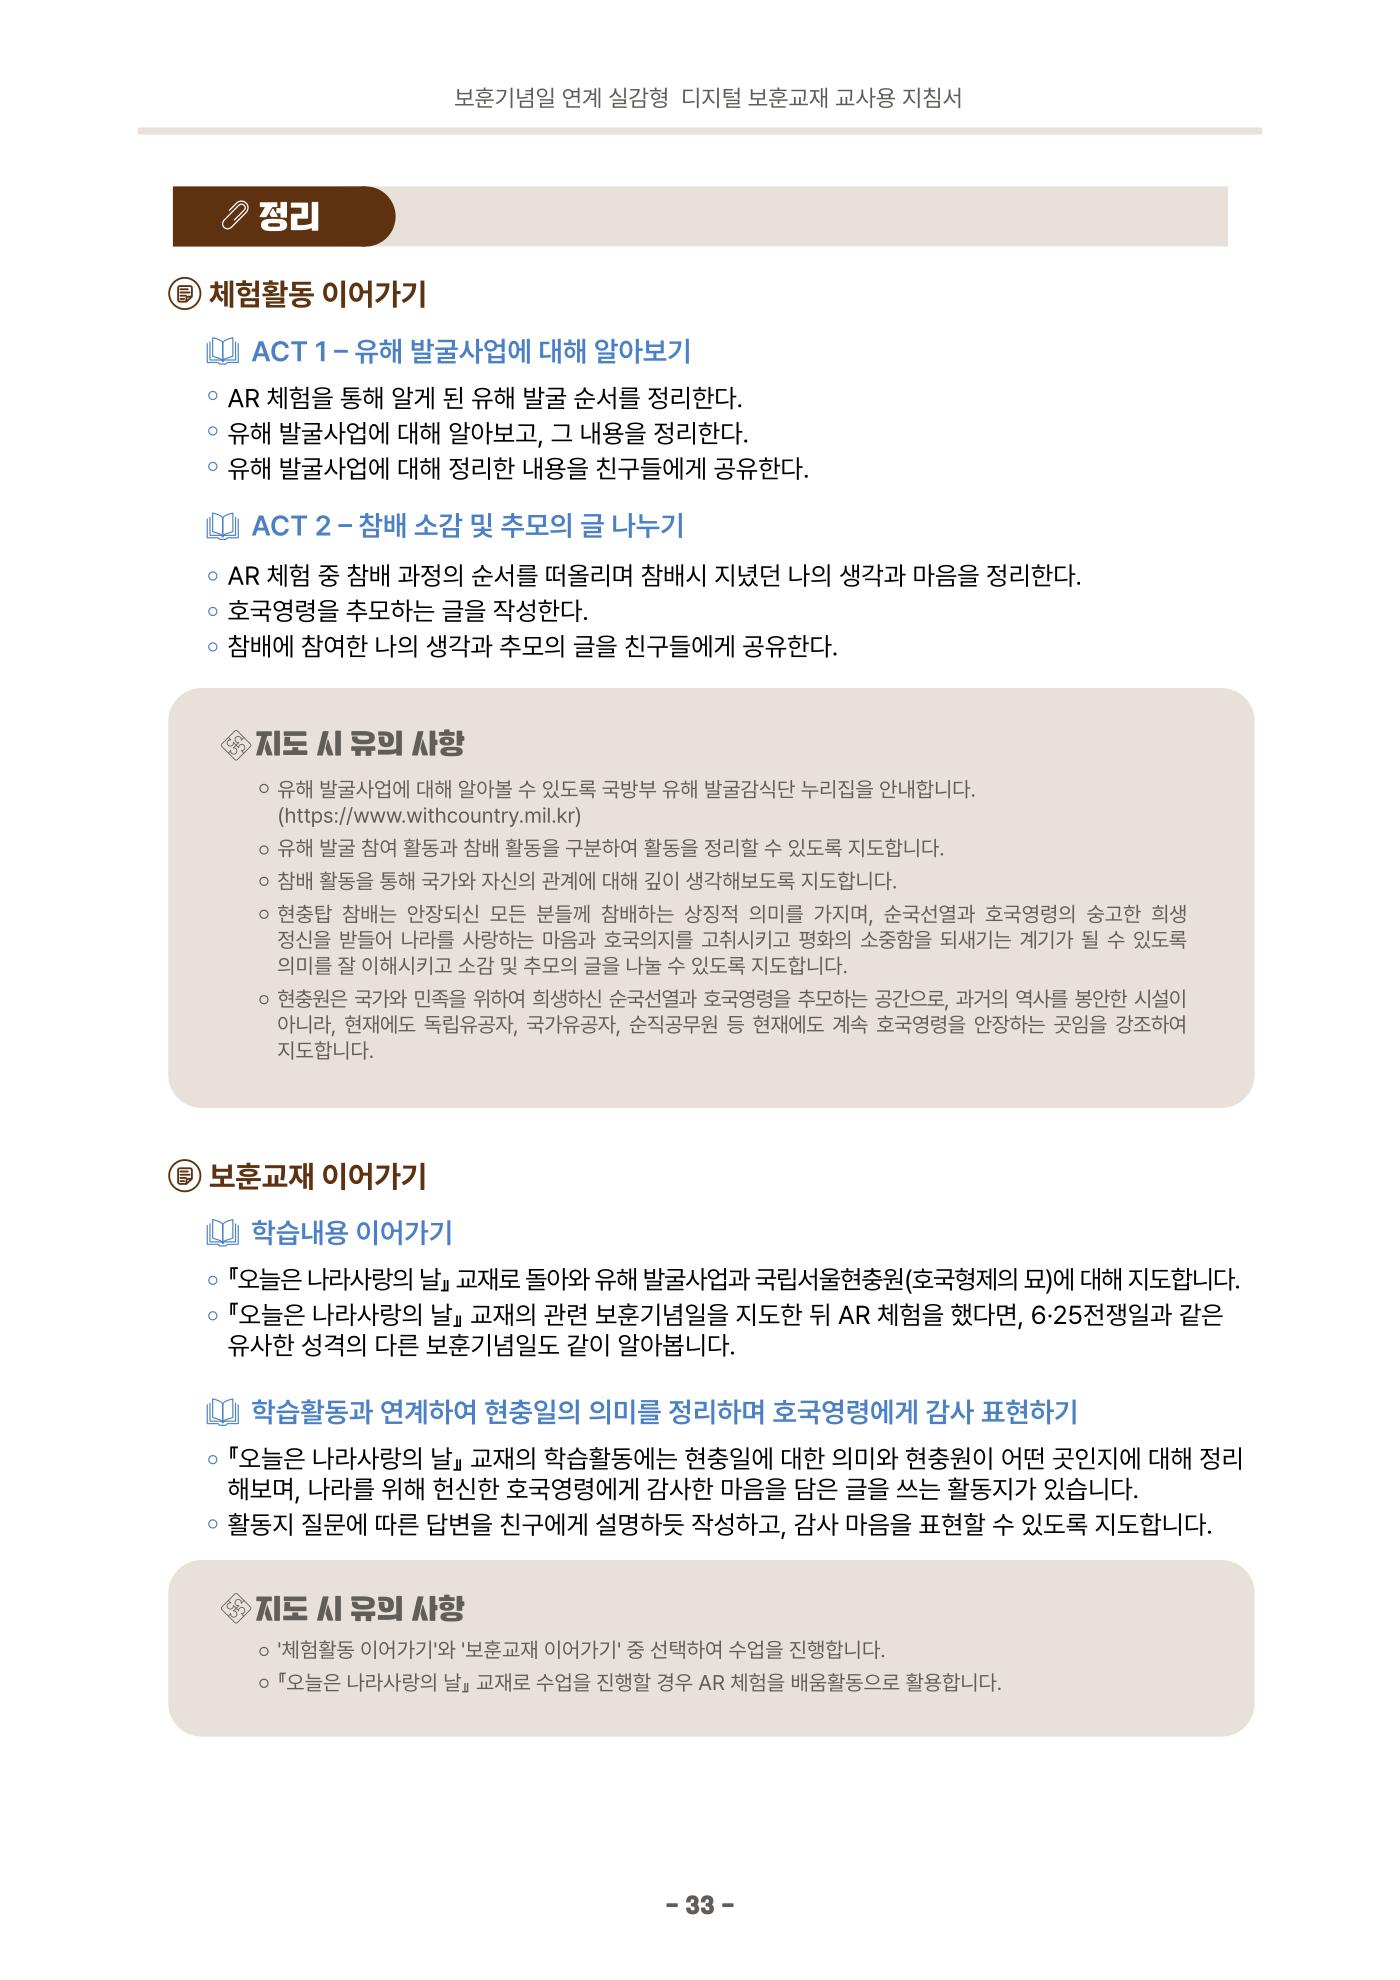 보훈기념일 연계 실감형 디지털 보훈교재 교사용 지침서
정리
체험활동 이어가기
ACT 1 – 유해 발굴사업에 대해 알아보기
○ AR 체험을 통해 알게 된 유해 발굴 순서를 정리한다.
○ 유해 발굴사업에 대해 알아보고, 그 내용을 정리한다.
○ 유해 발굴사업에 대해 정리한 내용을 친구들에게 공유한다.
ACT 2 – 참배 소감 및 추모의 글 나누기
○ AR 체험 중 참배 과정의 순서를 떠올리며 참배시 지녔던 나의 생각과 마음을 정리한다.
○ 호국영령을 추모하는 글을 작성한다.
○ 참배에 참여한 나의 생각과 추모의 글을 친구들에게 공유한다.
지도 시 유의 사항
○ 유해 발굴사업에 대해 알아볼 수 있도록 국방부 유해 발굴감식단 누리집을 안내합니다.
(https://www.withcountry.mil.kr)
○ 유해 발굴 참여 활동과 참배 활동을 구분하여 활동을 정리할 수 있도록 지도합니다.
○ 참배 활동을 통해 국가와 자신의 관계에 대해 깊이 생각해보도록 지도합니다.
○ 현충탑 참배는 안장되신 모든 분들께 참배하는 상징적 의미를 가지며, 순국선열과 호국영령의 숭고한 희생
정신을 받들어 나라를 사랑하는 마음과 호국의지를 고취시키고 평화의 소중함을 되새기는 계기가 될 수 있도록
의미를 잘 이해시키고 소감 및 추모의 글을 나눌 수 있도록 지도합니다.
○ 현충원은 국가와 민족을 위하여 희생하신 순국선열과 호국영령을 추모하는 공간으로, 과거의 역사를 봉안한 시설이
아니라, 현재에도 독립유공자, 국가유공자, 순직공무원 등 현재에도 계속 호국영령을 안장하는 곳임을 강조하여
지도합니다.
보훈교재 이어가기
학습내용 이어가기
○ 『오늘은 나라사랑의 날』 교재로 돌아와 유해 발굴사업과 국립서울현충원(호국형제의 묘)에 대해 지도합니다.
○ 『오늘은 나라사랑의 날』 교재의 관련 보훈기념일을 지도한 뒤 AR 체험을 했다면, 6·25전쟁일과 같은
유사한 성격의 다른 보훈기념일도 같이 알아봅니다.
학습활동과 연계하여 현충일의 의미를 정리하며 호국영령에게 감사 표현하기
○ 『오늘은 나라사랑의 날』 교재의 학습활동에는 현충일에 대한 의미와 현충원이 어떤 곳인지에 대해 정리
해보며, 나라를 위해 헌신한 호국영령에게 감사한 마음을 담은 글을 쓰는 활동지가 있습니다.
○ 활동지 질문에 따른 답변을 친구에게 설명하듯 작성하고, 감사 마음을 표현할 수 있도록 지도합니다.
지도 시 유의 사항
○ '체험활동 이어가기'와 '보훈교재 이어가기' 중 선택하여 수업을 진행합니다.
○ 『오늘은 나라사랑의 날』 교재로 수업을 진행할 경우 AR 체험을 배움활동으로 활용합니다.
- 33 -